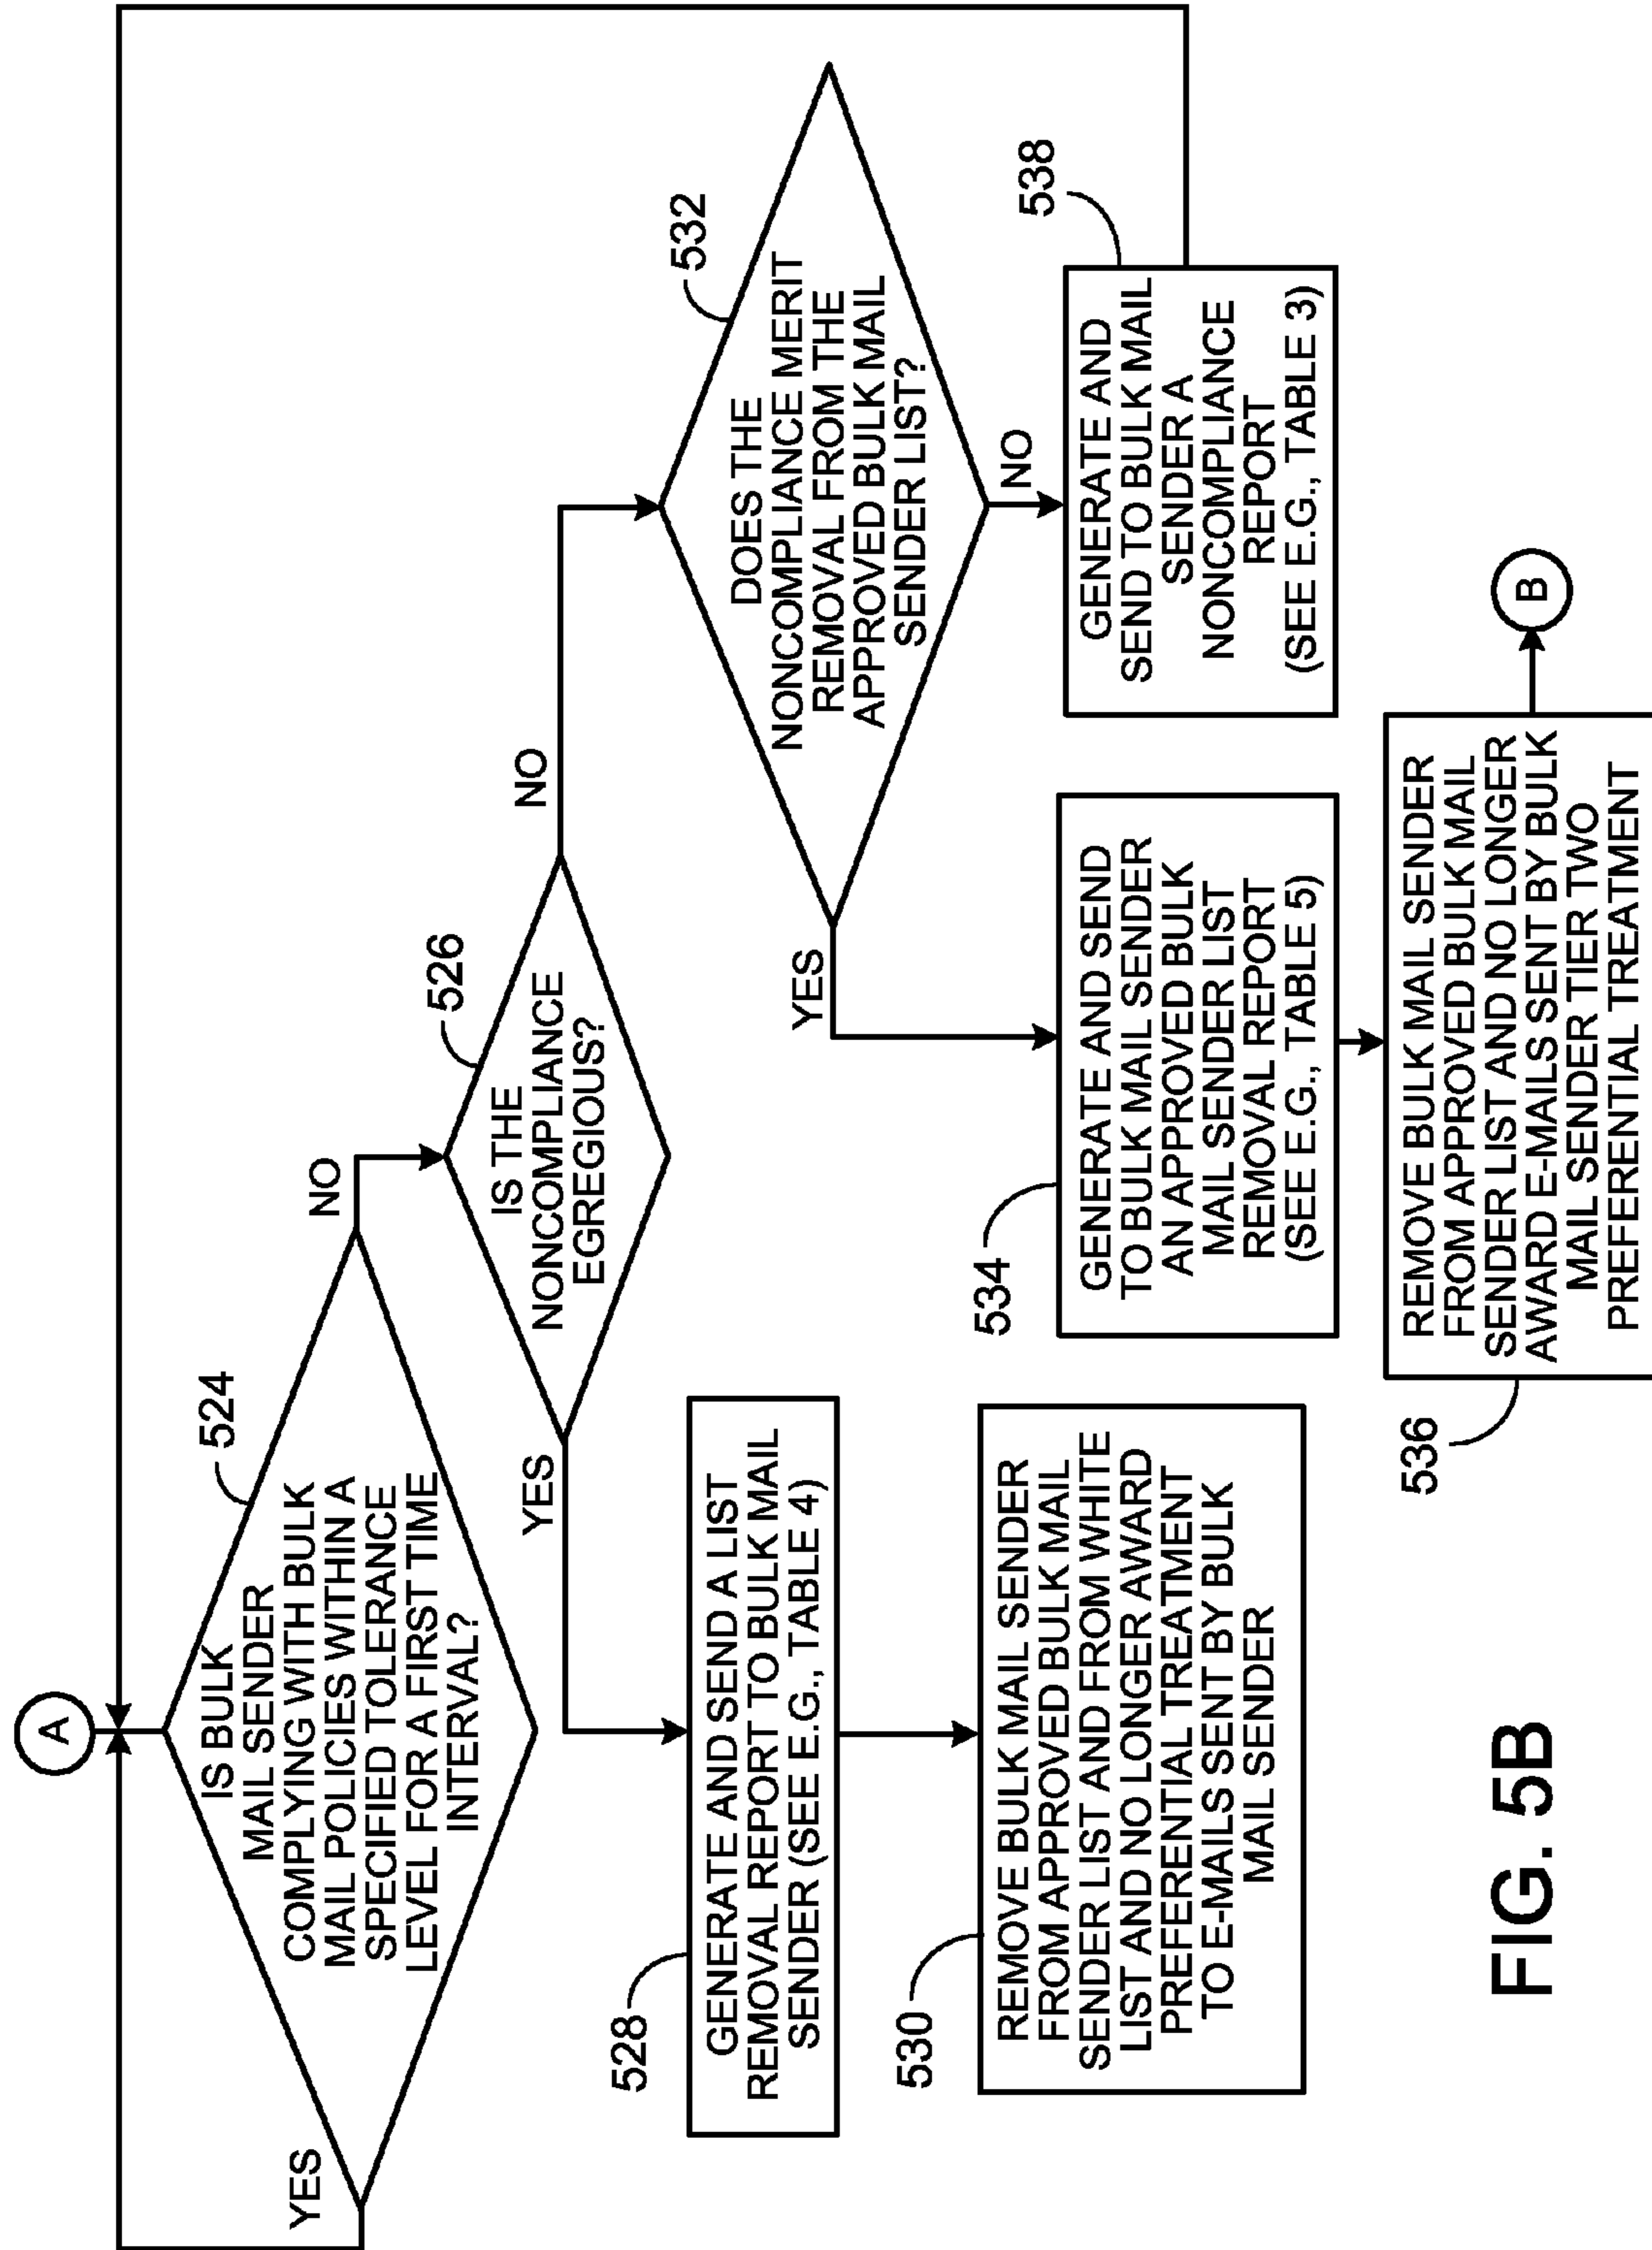 A
IS BULK
MAIL SENDER
COMPLYING WITH BULK
MAIL POLICIES WITHIN A
SPECIFIED TOLERANCE
LEVEL FOR A FIRST TIME
INTERVAL?
524
YES
NO
IS THE
NONCOMPLIANCE
EGREGIOUS?
526
YES
NO
GENERATE AND SEND A LIST
REMOVAL REPORT TO BULK MAIL
SENDER (SEE E.G., TABLE 4)
528
REMOVE BULK MAIL SENDER
FROM APPROVED BULK MAIL
SENDER LIST AND FROM WHITE
LIST AND NO LONGER AWARD
PREFERENTIAL TREATMENT
TO E-MAILS SENT BY BULK
MAIL SENDER
530
DOES THE
NONCOMPLIANCE MERIT
REMOVAL FROM THE
APPROVED BULK MAIL
SENDER LIST?
532
YES
NO
GENERATE AND SEND
TO BULK MAIL SENDER
AN APPROVED BULK
MAIL SENDER LIST
REMOVAL REPORT
(SEE E.G., TABLE 5)
534
GENERATE AND
SEND TO BULK MAIL
SENDER A
NONCOMPLIANCE
REPORT
(SEE E.G., TABLE 3)
538
REMOVE BULK MAIL SENDER
FROM APPROVED BULK MAIL
SENDER LIST AND NO LONGER
AWARD E-MAILS SENT BY BULK
MAIL SENDER TIER TWO
PREFERENTIAL TREATMENT
536
B
FIG. 5B